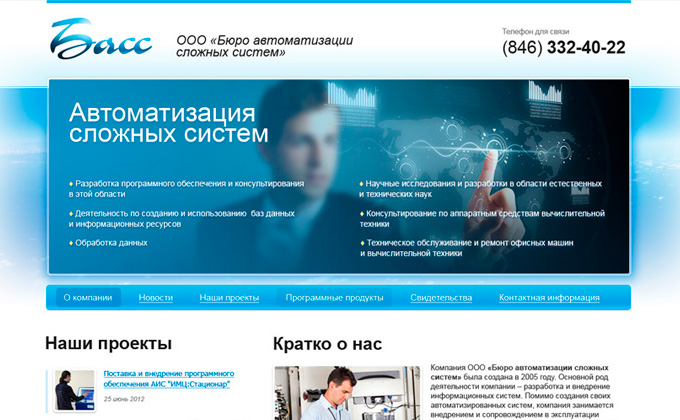 Басс
ООО «Бюро автоматизации
сложных систем»
Телефон для связи
(846) 332-40-22
Автоматизация
сложных систем
♦ Разработка программного обеспечения и консультирования
в этой области
♦ Деятельность по созданию и использованию баз данных
и информационных ресурсов
♦ Обработка данных
♦ Научные исследования и разработки в области естественных
и технических наук
♦ Консультирование по аппаратным средствам вычислительной
техники
♦ Техническое обслуживание и ремонт офисных машин
и вычислительной техники
О компании Новости Наши проекты Программные продукты Свидетельства Контактная информация
Наши проекты
Поставка и внедрение программного
обеспечения АИС "ИМЦ:Стационар"
25 июнь 2012
Кратко о нас
Компания ООО «Бюро автоматизации сложных
систем» была создана в 2005 году. Основной род
деятельности компании – разработка и внедрение
информационных систем. Помимо создания своих
автоматизированных систем, компания занимается
внедрением и сопровождением в эксплуатации